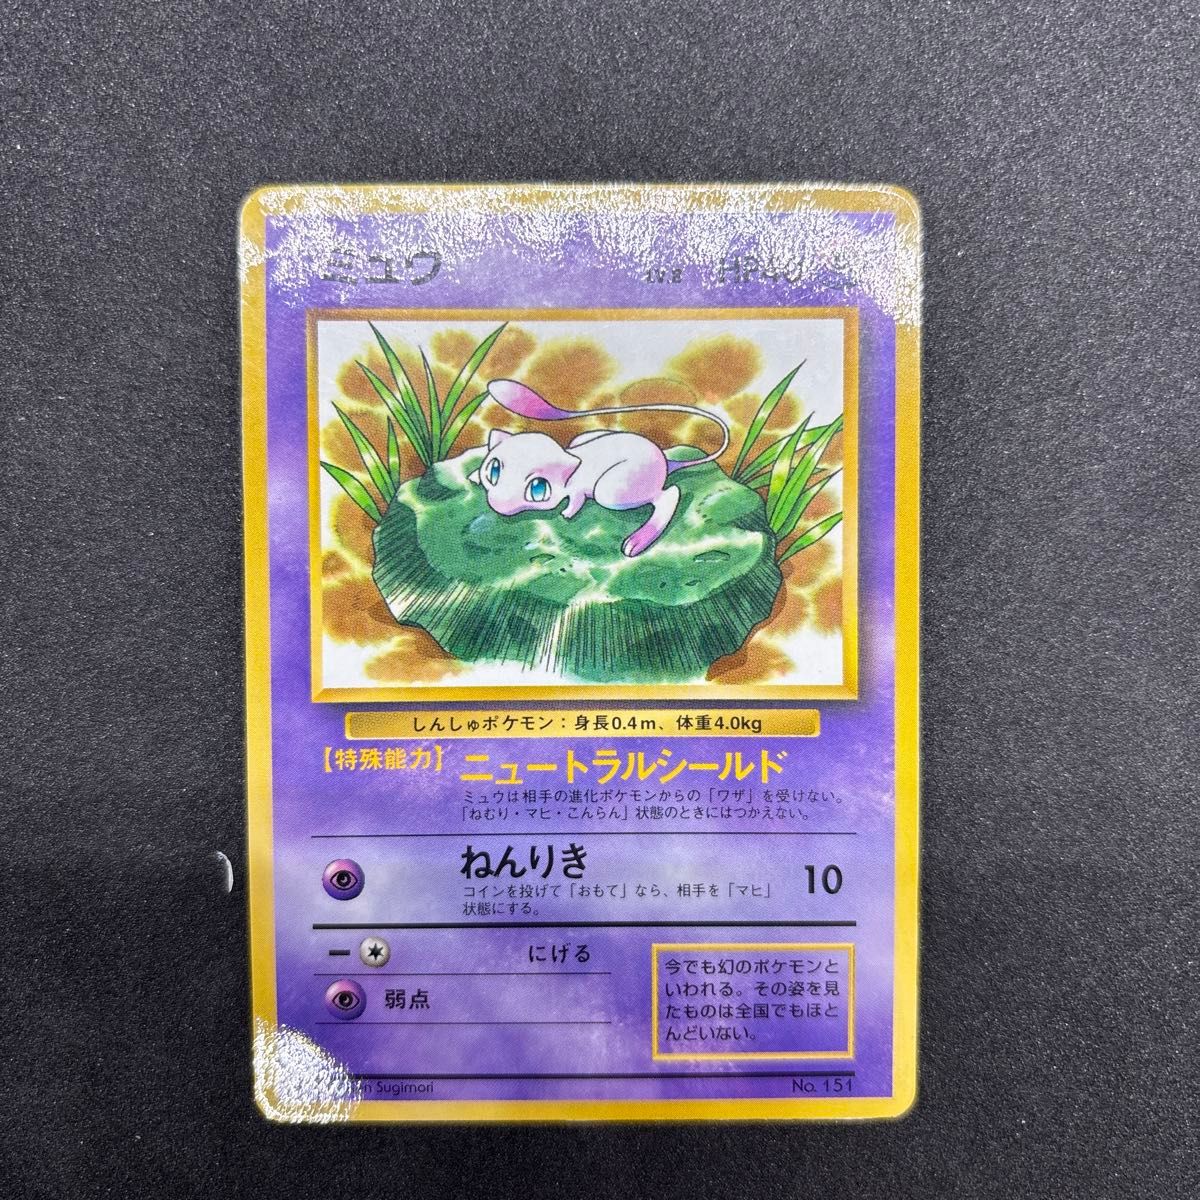 ミュウ LV.8 HP40
しんしゅポケモン:身長0.4m、体重4.0kg
【特殊能力】ニュートラルシールド
ミュウは相手の進化ポケモンからの「ワザ」を受けない。
「ねむり・マヒ・こんらん」状態のときにはつかえない。
ねんりき 10
コインを投げて「おもて」なら、相手を「マヒ」
状態にする。
ー にげる
弱点
今でも幻のポケモンと
いわれる。その姿を見
たものは全国でもほと
んどいない。
Sugimori No. 151